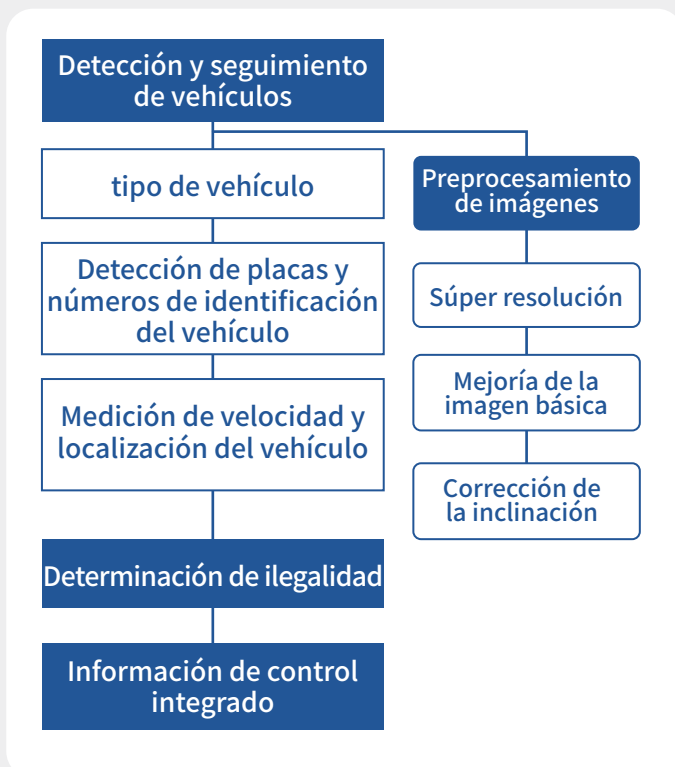 Detección y seguimiento
de vehículos
tipo de vehículo
Detección de placas y
números de identificación
del vehículo
Medición de velocidad y
localización del vehículo
Determinación de ilegalidad
Información de control
integrado
Preprocesamiento
de imágenes
Súper resolución
Mejoría de la
imagen básica
Corrección de
la inclinación